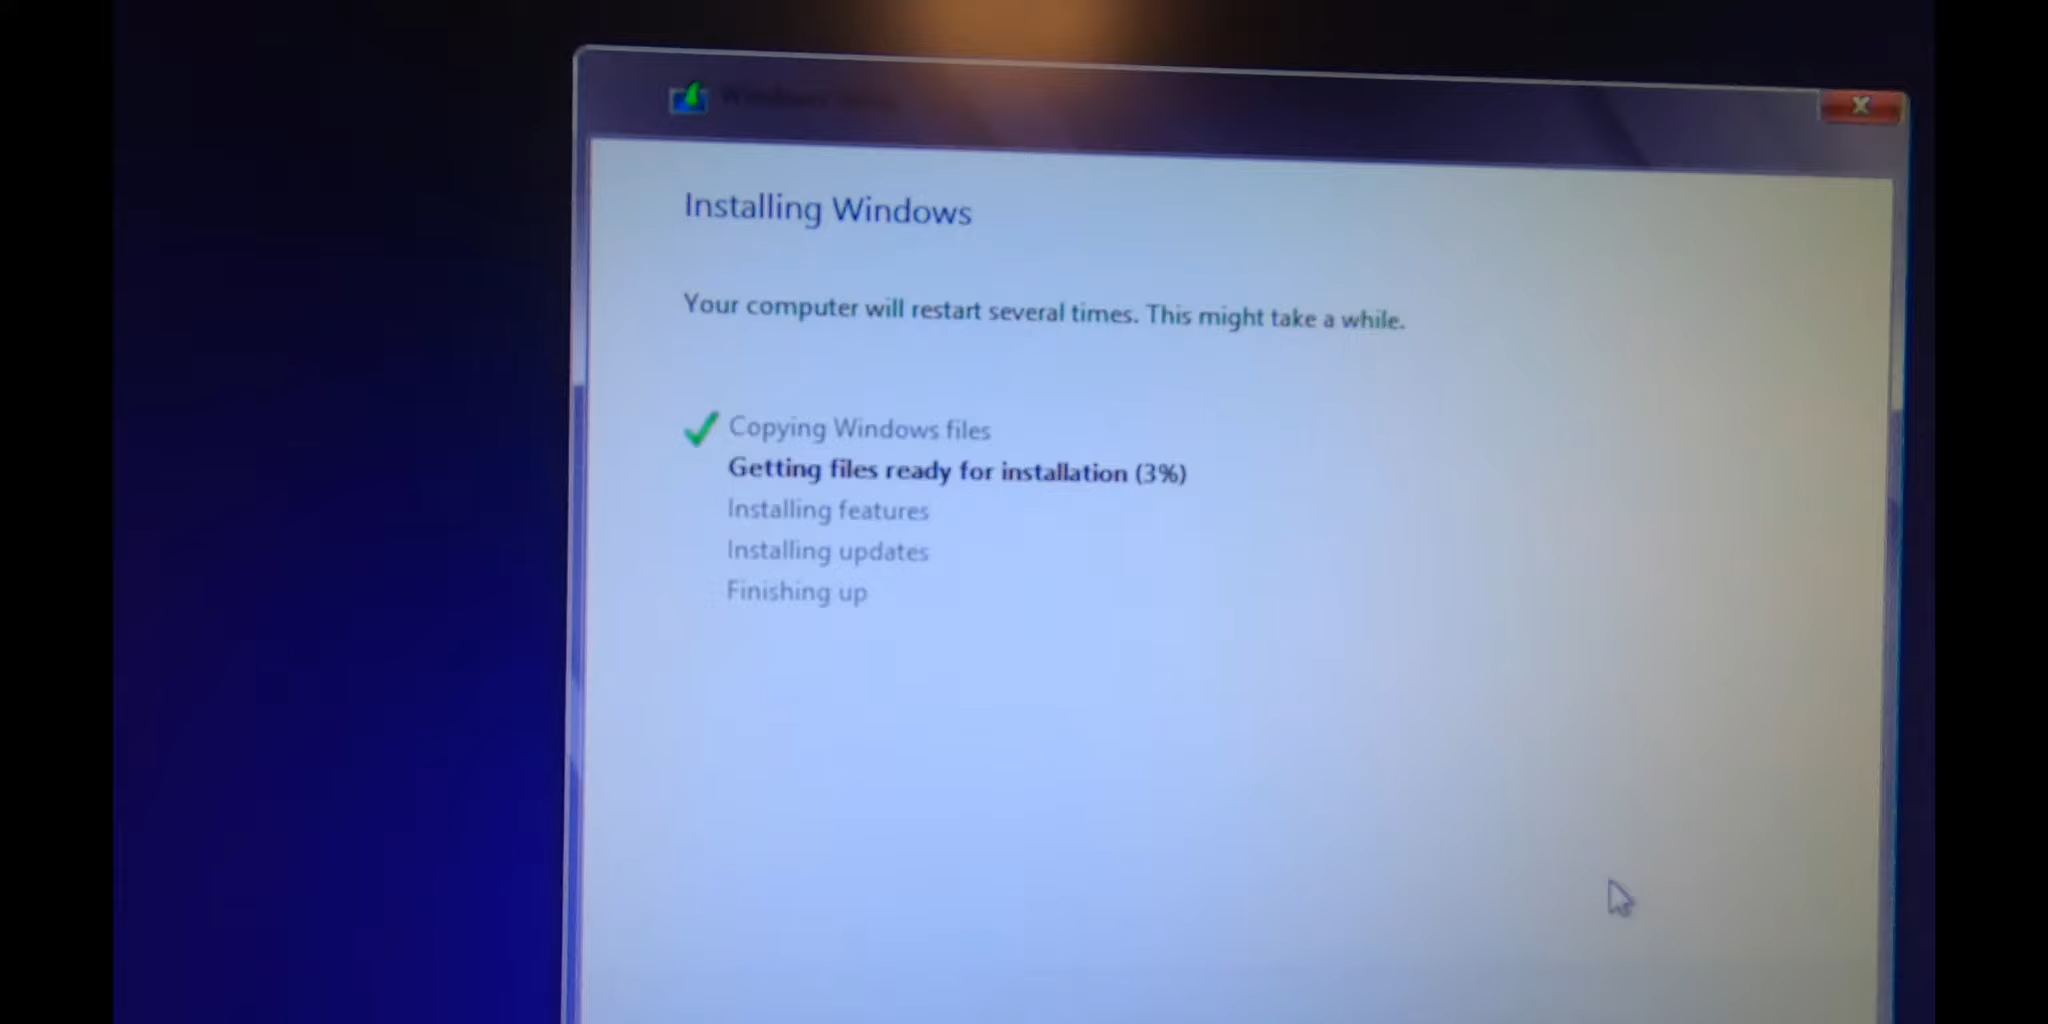 Installing Windows
Your computer will restart several times. This might take a while.
Copying Windows files
Getting files ready for installation (3%)
Installing features
Installing updates
Finishing up